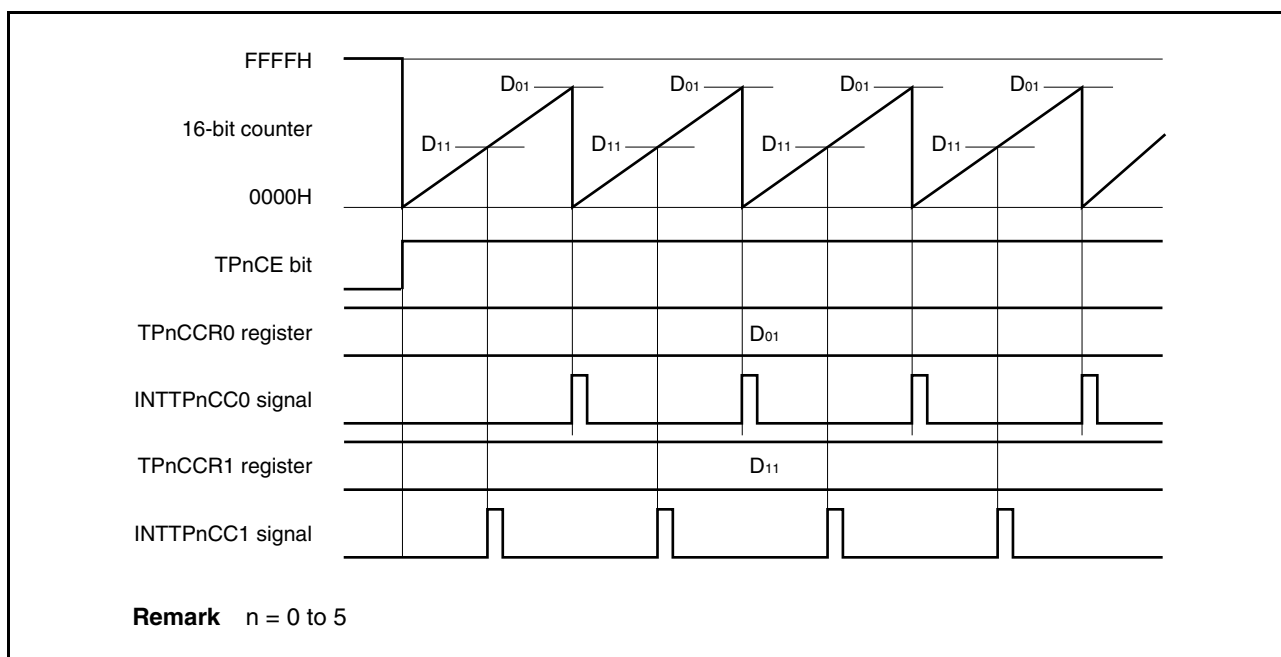 FFFFH
D01 D01 D01 D01
16-bit counter
D11 D11 D11 D11
0000H
TPnCE bit
TPnCCR0 register
D01
INTTPnCC0 signal
TPnCCR1 register
D11
INTTPnCC1 signal
Remark n = 0 to 5